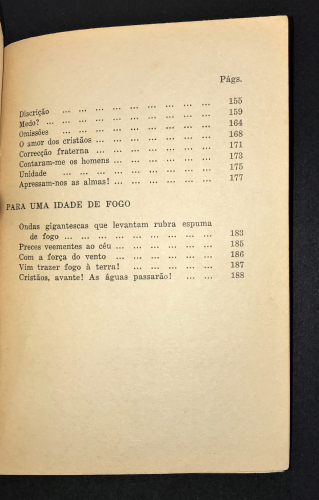 Págs.
Discrição ... ... ... ... ... ... ... ... ... 155
Medo? ... ... ... ... ... ... ... ... ... ... 159
Omissões ... ... ... ... ... ... ... ... ... 164
O amor dos cristãos ... ... ... ... ... ... 168
Correcção fraterna ... ... ... ... ... ... 171
Contaram-me os homens ... ... ... ... ... 173
Unidade ... ... ... ... ... ... ... ... ... 175
Apressam-nos as almas! ... ... ... ... ... 177
PARA UMA IDADE DE FOGO
Ondas gigantescas que levantam rubra espuma
de fogo ... ... ... ... ... ... ... ... 183
Preces veementes ao céu ... ... ... ... ... 185
Com a força do vento ... ... ... ... ... 186
Vim trazer fogo à terra! ... ... ... ... 187
Cristãos, avante! As águas passarão! ... ... 188